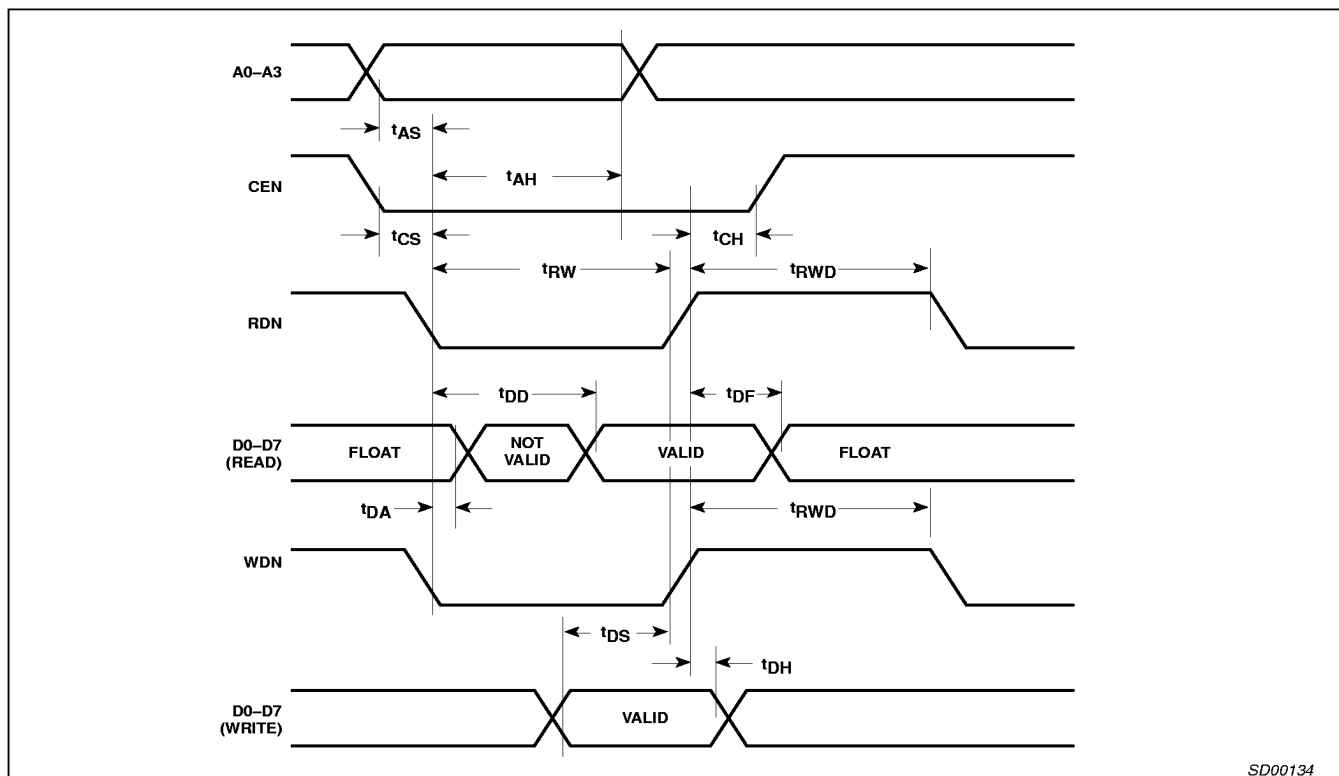 A0–A3
tAS
tAH
CEN
tCS
tCH
tRW
tRWD
RDN
tDD
tDF
D0–D7
(READ)
FLOAT
NOT
VALID
VALID
FLOAT
tDA
tRWD
WDN
tDS
tDH
D0–D7
(WRITE)
VALID
SD00134